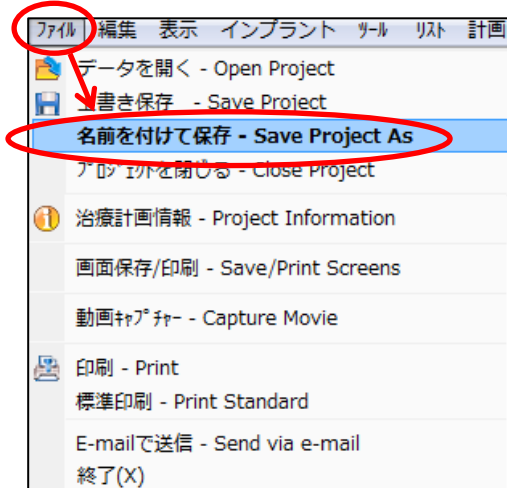 ファイル 編集 表示 インプラント ツール リスト 計画
データを開く - Open Project
上書き保存 - Save Project
名前を付けて保存 - Save Project As
プロジェクトを閉じる - Close Project
治療計画情報 - Project Information
画面保存/印刷 - Save/Print Screens
動画キャプチャー - Capture Movie
印刷 - Print
標準印刷 - Print Standard
E-mailで送信 - Send via e-mail
終了(X)